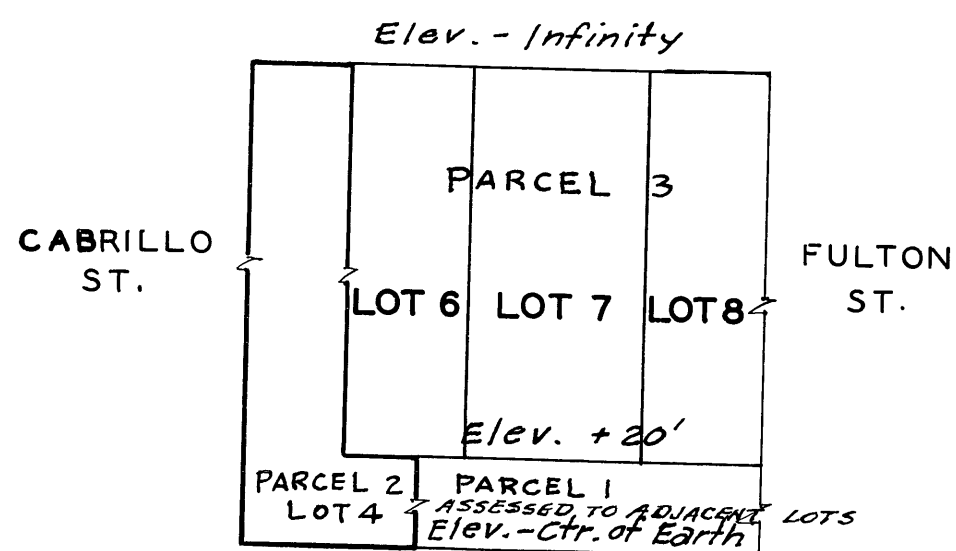 Elev. - Infinity
PARCEL 3
CABRILLO
ST.
FULTON
ST.
LOT 6
LOT 7
LOT 8
Elev. + 20'
PARCEL 2
LOT 4
PARCEL 1
ASSESSED TO ADJACENT LOTS
Elev. - Ctr. of Earth